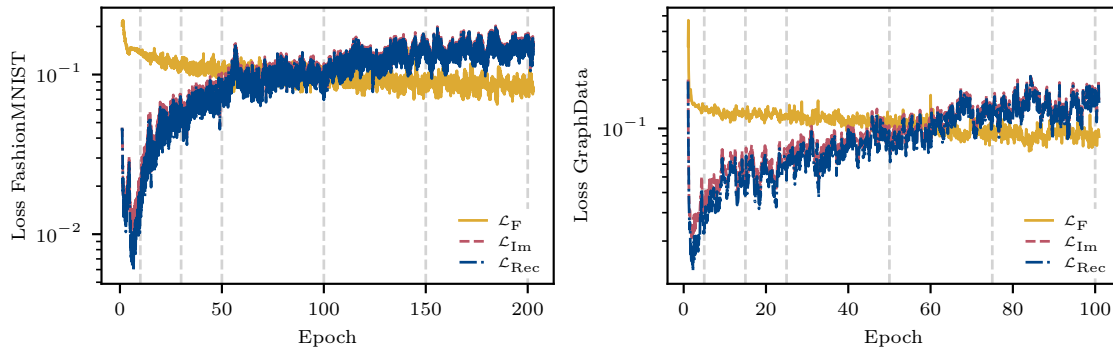 Loss FashionMNIST
10⁻¹
10⁻²
0
50
100
150
200
Epoch
ℒ_F
ℒ_Im
ℒ_Rec
Loss GraphData
10⁻¹
0
20
40
60
80
100
Epoch
ℒ_F
ℒ_Im
ℒ_Rec